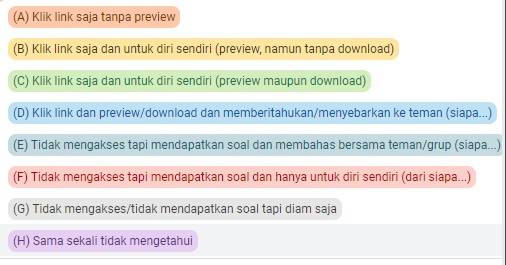 (A) Klik link saja tanpa preview
(B) Klik link saja dan untuk diri sendiri (preview, namun tanpa download)
(C) Klik link saja dan untuk diri sendiri (preview maupun download)
(D) Klik link dan preview/download dan memberitahukan/menyebarkan ke teman (siapa...)
(E) Tidak mengakses tapi mendapatkan soal dan membahas bersama teman/grup (siapa...)
(F) Tidak mengakses tapi mendapatkan soal dan hanya untuk diri sendiri (dari siapa...)
(G) Tidak mengakses/tidak mendapatkan soal tapi diam saja
(H) Sama sekali tidak mengetahui